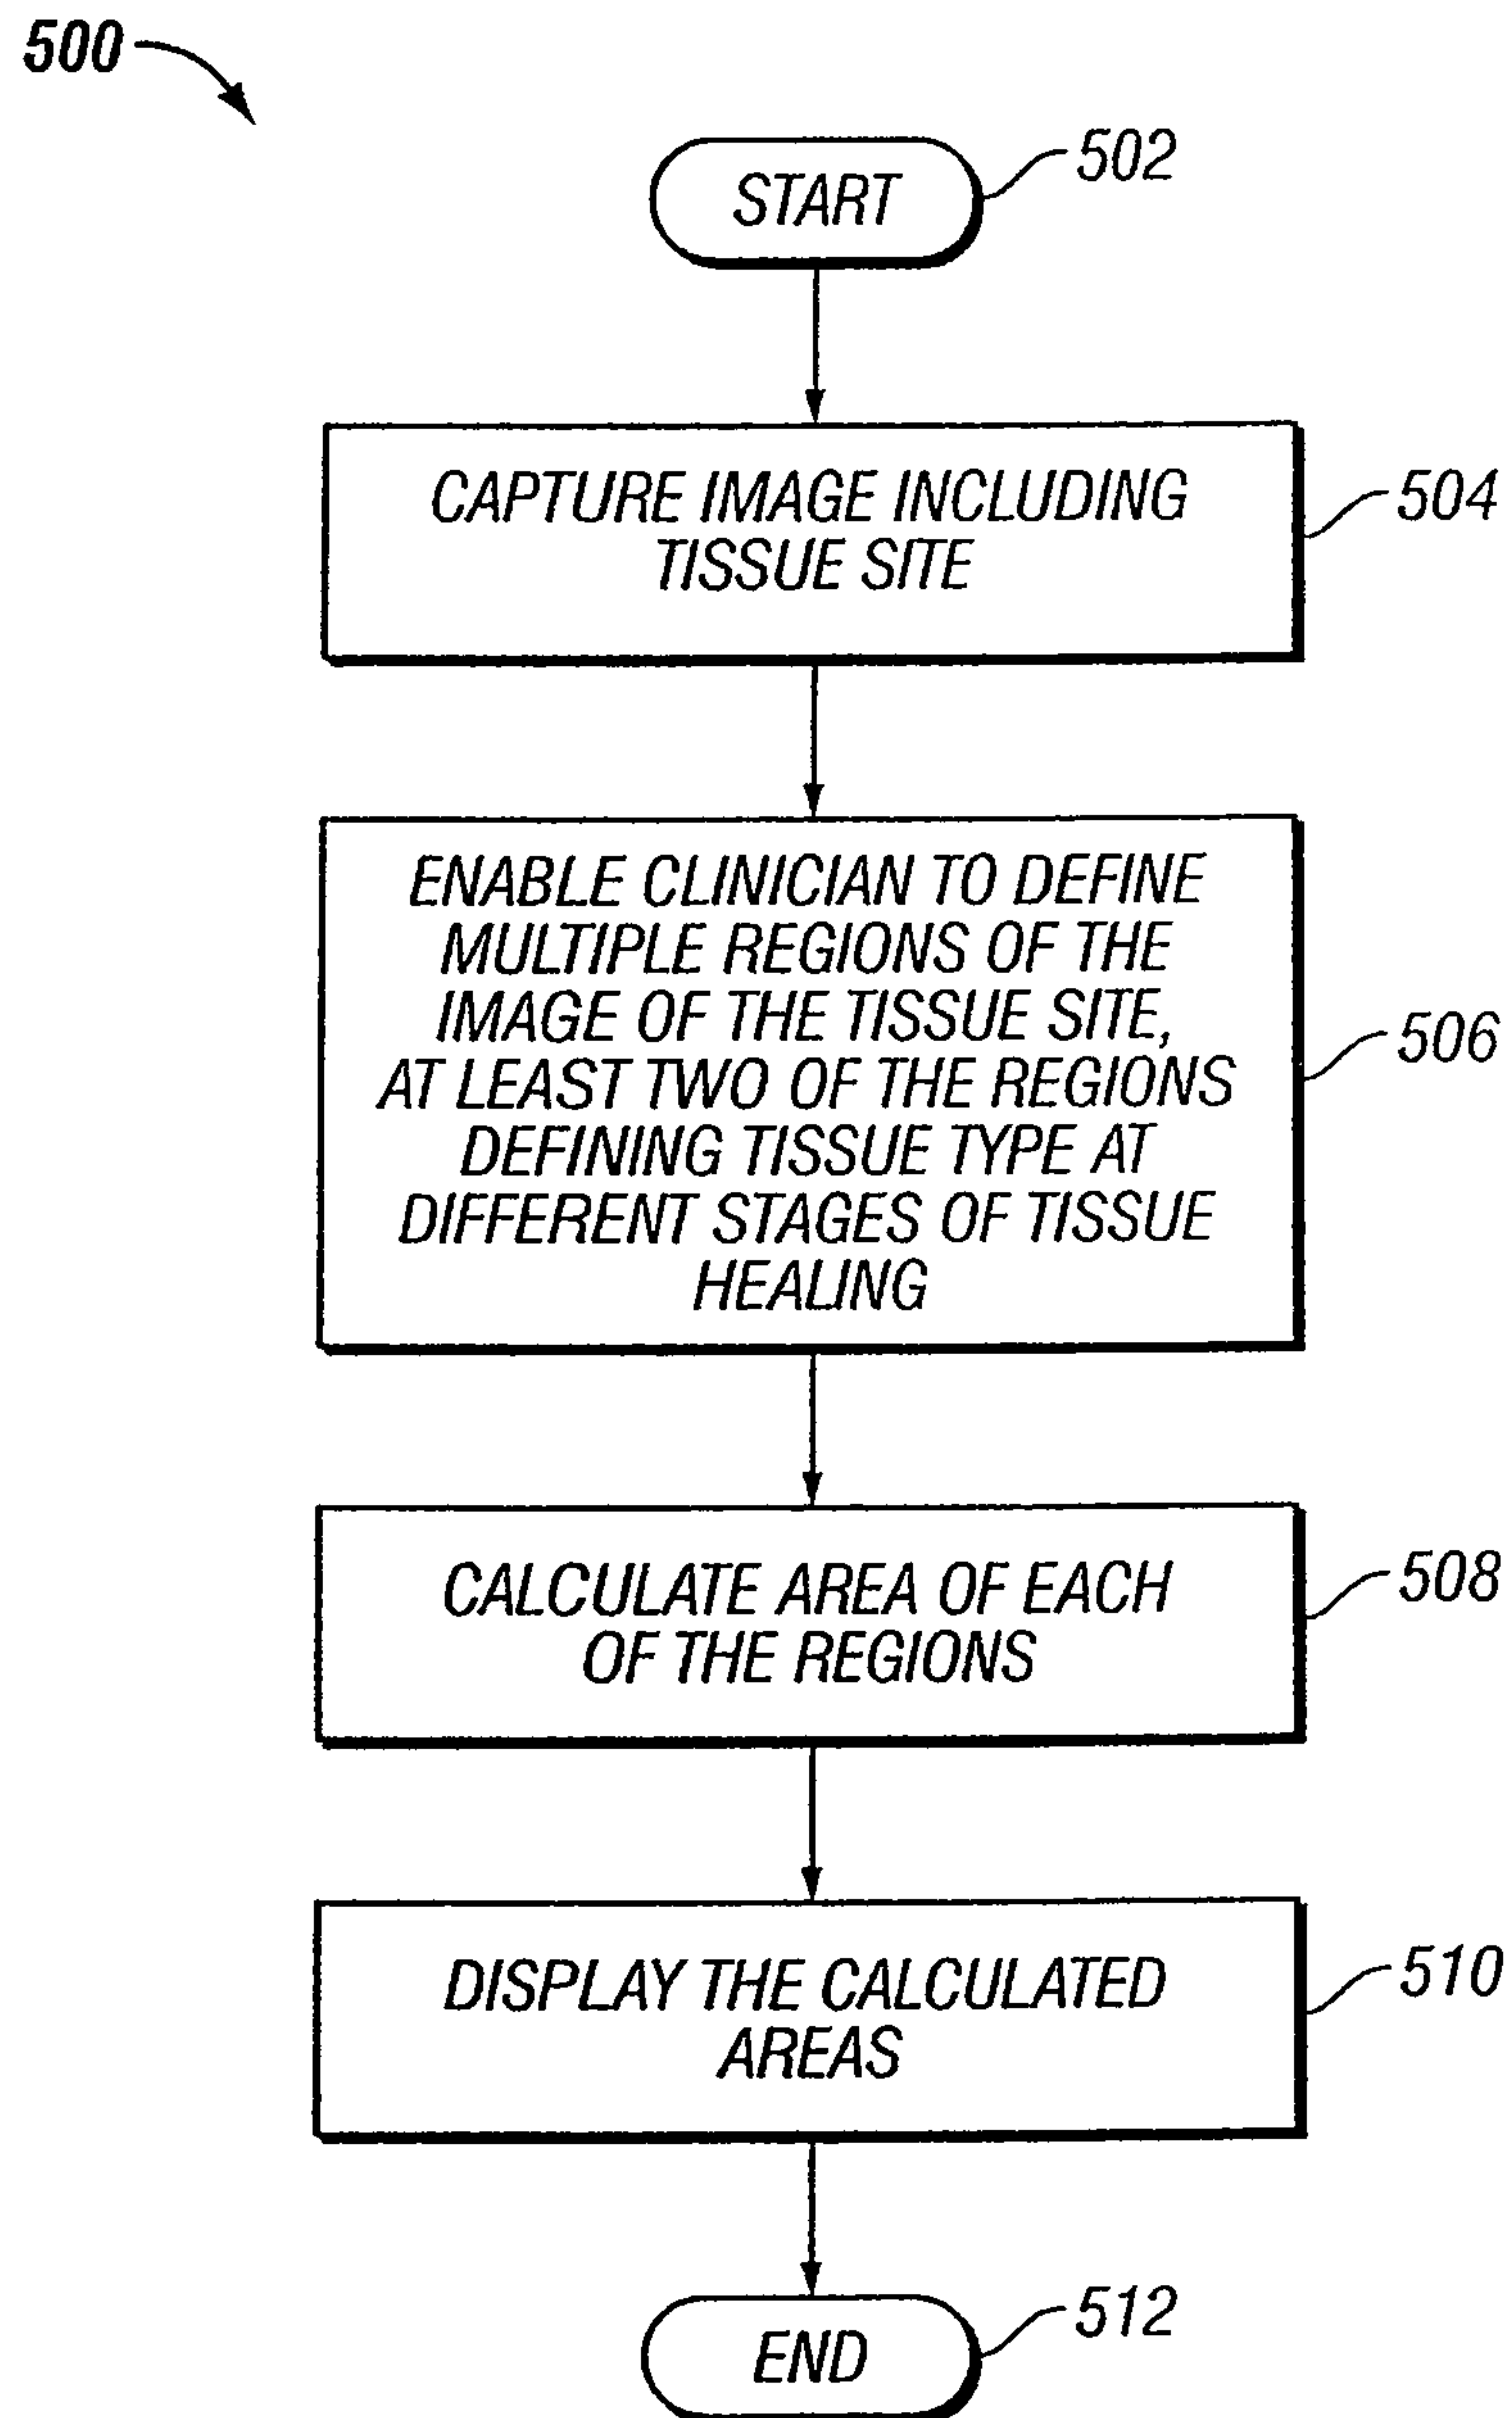 500
START
502
CAPTURE IMAGE INCLUDING
TISSUE SITE
504
ENABLE CLINICIAN TO DEFINE
MULTIPLE REGIONS OF THE
IMAGE OF THE TISSUE SITE,
AT LEAST TWO OF THE REGIONS
DEFINING TISSUE TYPE AT
DIFFERENT STAGES OF TISSUE
HEALING
506
CALCULATE AREA OF EACH
OF THE REGIONS
508
DISPLAY THE CALCULATED
AREAS
510
END
512